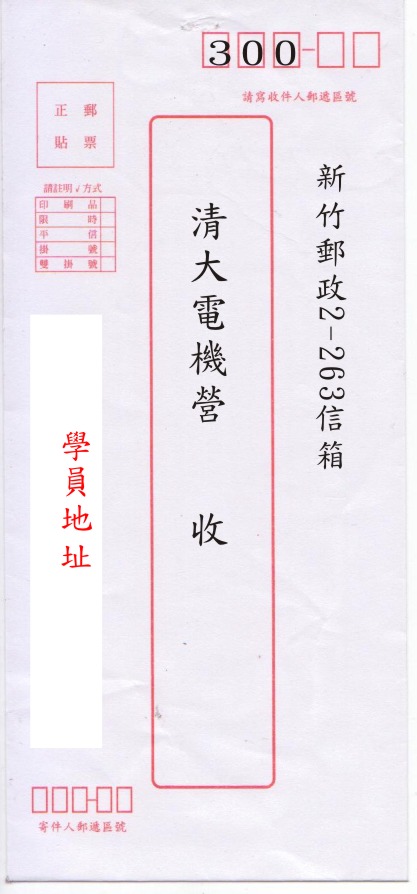 300-
請寫收件人郵遞區號
新竹郵政2-263信箱
清大電機營 收
正貼
郵票
請註明✓方式
印刷品
限時
平信
掛號
雙掛號
學員地址
寄件人郵遞區號